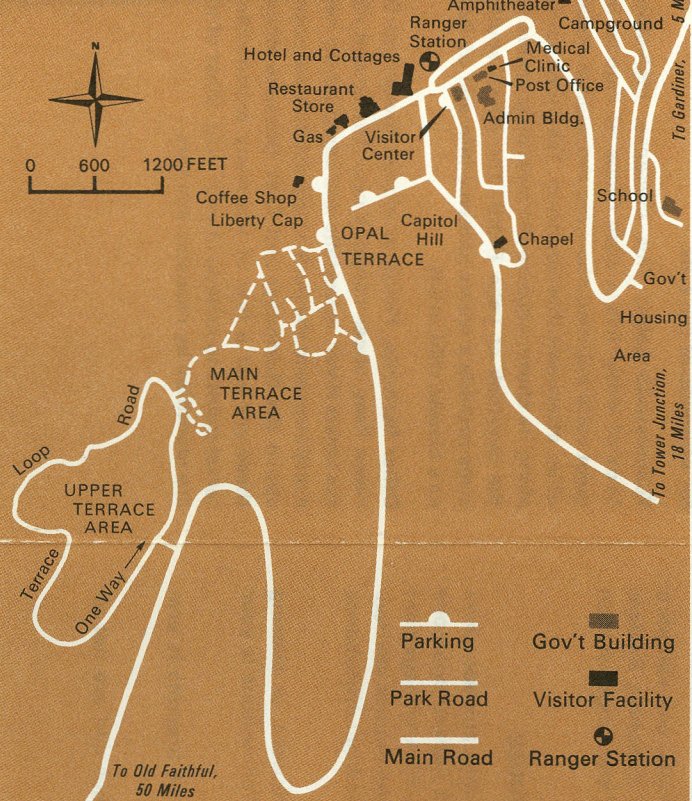 Amphitheater
Ranger
Station
Campground
5 M
Hotel and Cottages
Medical
Clinic
Post Office
Restaurant
Store
Admin Bldg.
Gas
Visitor
Center
To Gardiner,
N
0 600 1200 FEET
Coffee Shop
Liberty Cap
School
OPAL
TERRACE
Capitol
Hill
Chapel
Gov't
Housing
Area
MAIN
TERRACE
AREA
To Tower Junction,
18 Miles
Loop
Road
UPPER
TERRACE
AREA
Terrace
One Way
Parking
Gov't Building
Park Road
Visitor Facility
Main Road
Ranger Station
To Old Faithful,
50 Miles